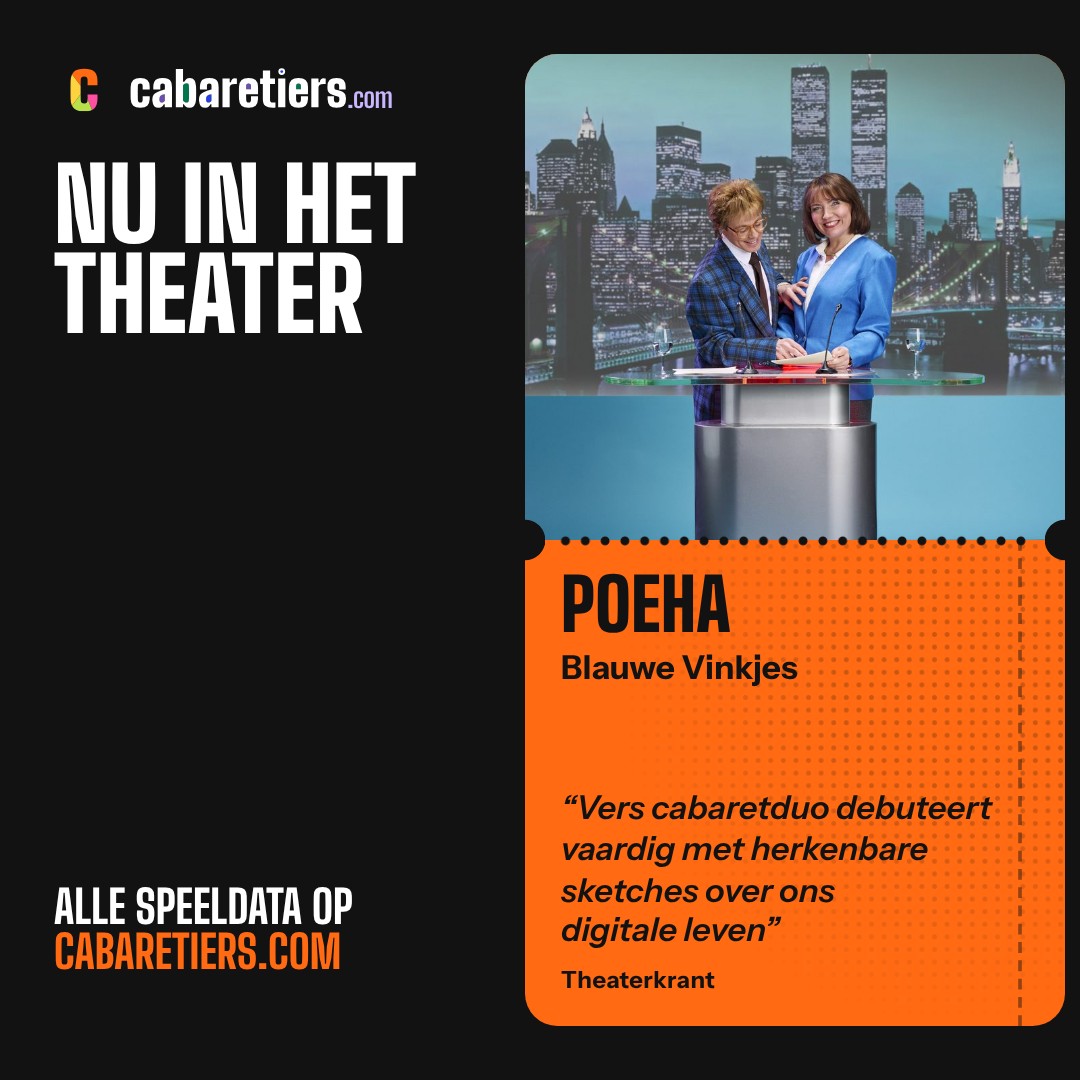 cabaretiers.com
NU IN HET
THEATER
POEHA
Blauwe Vinkjes
“Vers cabaretduo debuteert
vaardig met herkenbare
sketches over ons
digitale leven”
Theaterkrant
ALLE SPEELDATA OP
CABARETIERS.COM